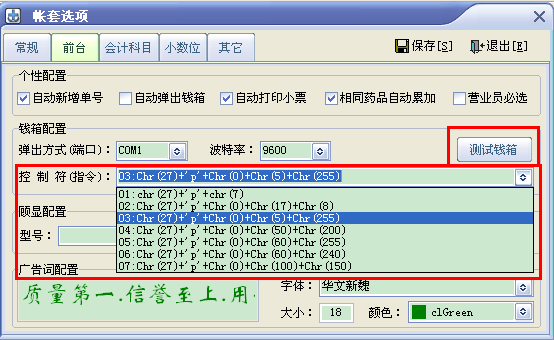 帐套选项
常规 前台 会计科目 小数位 其它 保存[S] 退出[E]
个性配置
自动新增单号 自动弹出钱箱 自动打印小票 相同药品自动累加 营业员必选
钱箱配置
弹出方式(端口): COM1 波特率: 9600 测试钱箱
控 制 符(指令): 03:Chr(27)+'p'+Chr(0)+Chr(5)+Chr(255)
01:chr(27)+'p'+chr(7)
02:Chr(27)+'p'+Chr(0)+Chr(17)+Chr(8)
顾显配置
03:Chr(27)+'p'+Chr(0)+Chr(5)+Chr(255)
型号:
04:Chr(27)+'p'+Chr(0)+Chr(50)+Chr(200)
05:Chr(27)+'p'+Chr(0)+Chr(60)+Chr(255)
06:Chr(27)+'p'+Chr(0)+Chr(60)+Chr(240)
07:Chr(27)+'p'+Chr(0)+Chr(100)+Chr(150)
广告词配置
质量第一.信誉至上.用 字体: 华文新魏
大小: 18 颜色: clGreen